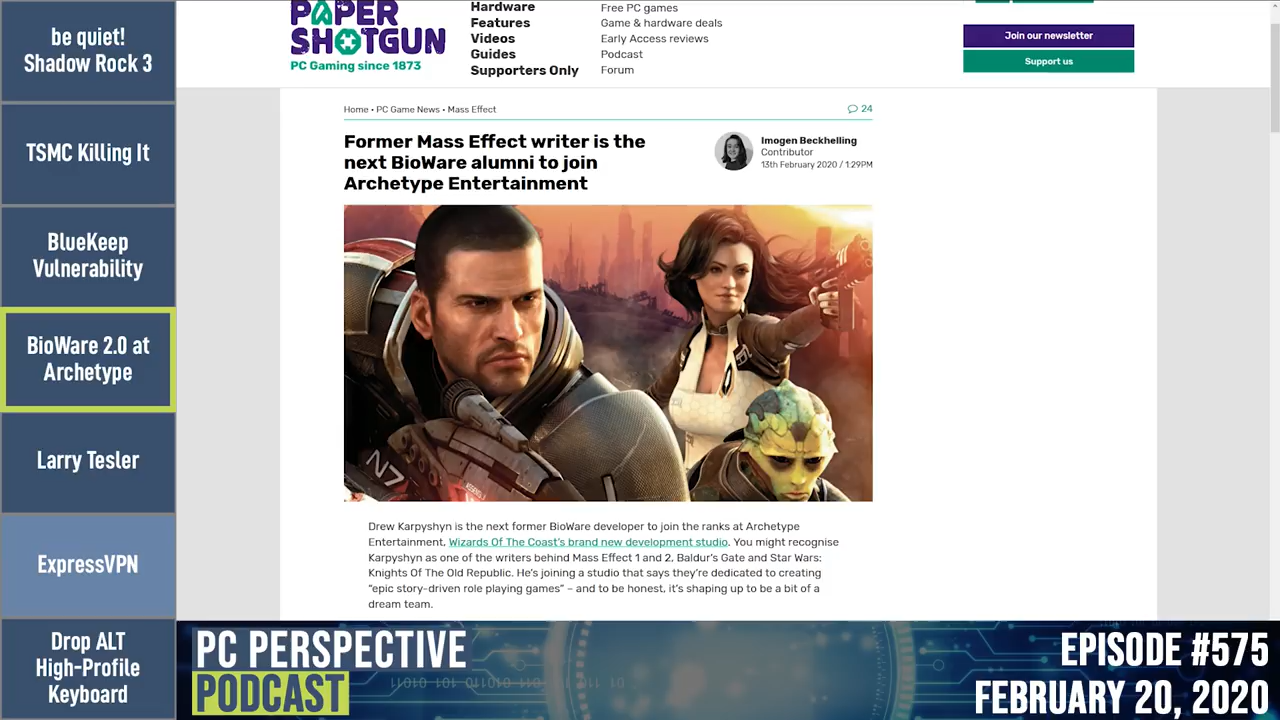 be quiet!
Shadow Rock 3
TSMC Killing It
BlueKeep
Vulnerability
BioWare 2.0 at
Archetype
Larry Tesler
ExpressVPN
Drop ALT
High-Profile
Keyboard
PAPER
SHOTGUN
PC Gaming since 1873
Hardware
Features
Videos
Guides
Supporters Only
Free PC games
Game & hardware deals
Early Access reviews
Podcast
Forum
Join our newsletter
Support us
Home • PC Game News • Mass Effect
24
Former Mass Effect writer is the
next BioWare alumni to join
Archetype Entertainment
Imogen Beckhelling
Contributor
13th February 2020 / 1:29PM
N7
Drew Karpyshyn is the next former BioWare developer to join the ranks at Archetype
Entertainment, Wizards Of The Coast's brand new development studio. You might recognise
Karpyshyn as one of the writers behind Mass Effect 1 and 2, Baldur's Gate and Star Wars:
Knights Of The Old Republic. He's joining a studio that says they're dedicated to creating
“epic story-driven role playing games” – and to be honest, it's shaping up to be a bit of a
dream team.
PC PERSPECTIVE
PODCAST
EPISODE #575
FEBRUARY 20, 2020